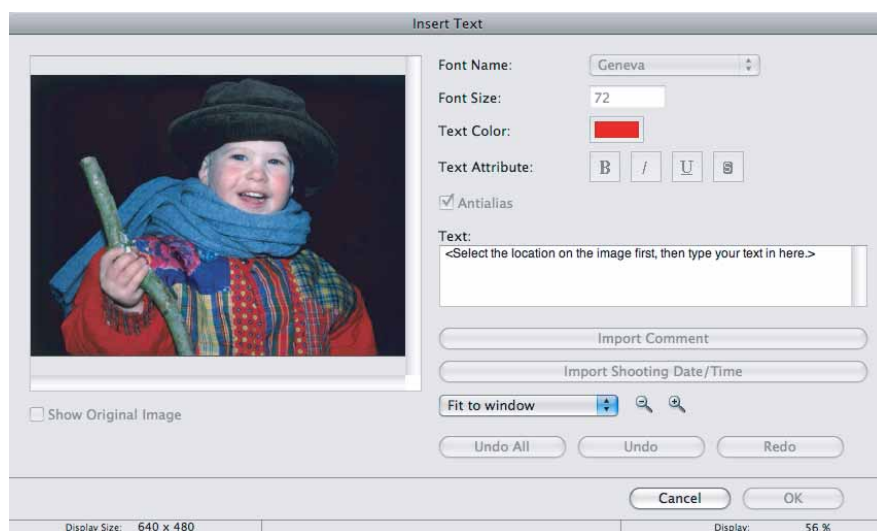 Insert Text
Font Name: Geneva
Font Size: 72
Text Color:
Text Attribute: B I U S
Antialias
Text:
<Select the location on the image first, then type your text in here.>
Import Comment
Import Shooting Date/Time
Fit to window
Show Original Image
Undo All Undo Redo
Cancel OK
Display Size: 640 x 480 Display: 56 %